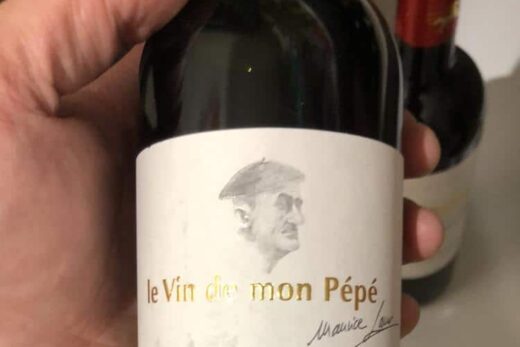 le Vin de mon Pépé
Maurice